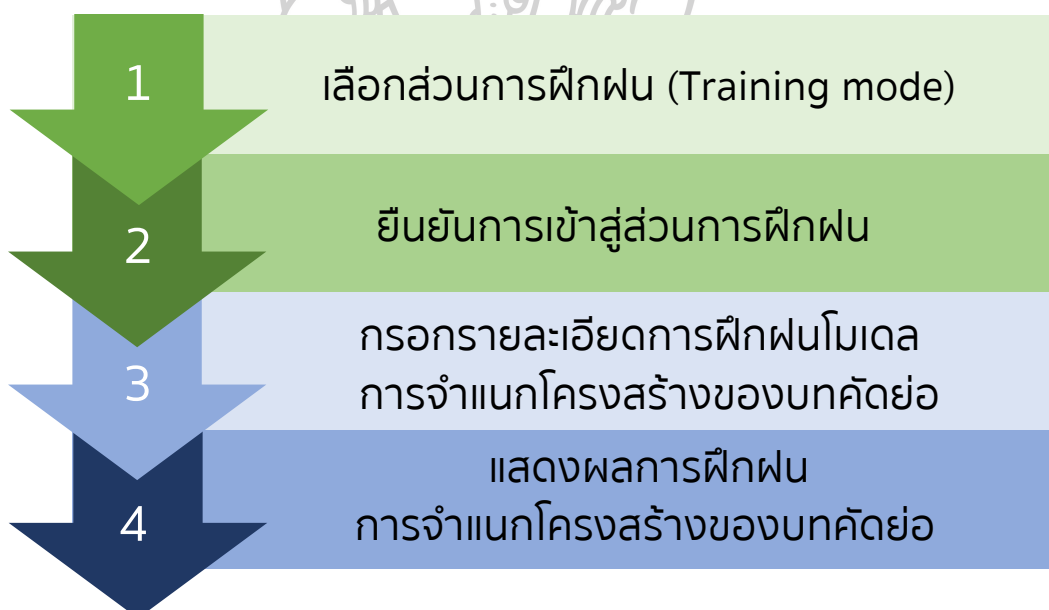 1
เลือกส่วนการฝึกฝน (Training mode)
2
ยืนยันการเข้าสู่ส่วนการฝึกฝน
3
กรอกรายละเอียดการฝึกฝนโมเดล
การจำแนกโครงสร้างของบทคัดย่อ
4
แสดงผลการฝึกฝน
การจำแนกโครงสร้างของบทคัดย่อ